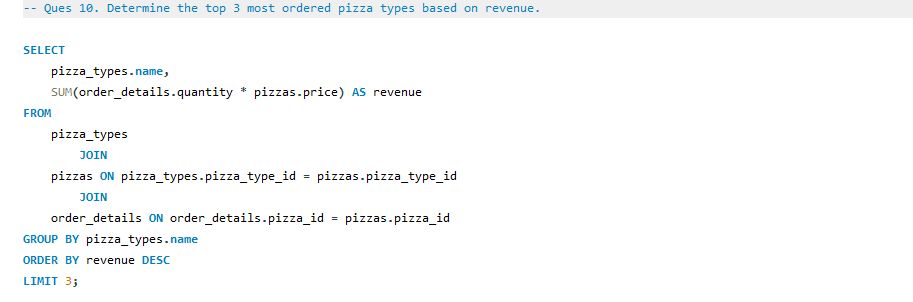 -- Ques 10. Determine the top 3 most ordered pizza types based on revenue.
SELECT
pizza_types.name,
SUM(order_details.quantity * pizzas.price) AS revenue
FROM
pizza_types
JOIN
pizzas ON pizza_types.pizza_type_id = pizzas.pizza_type_id
JOIN
order_details ON order_details.pizza_id = pizzas.pizza_id
GROUP BY pizza_types.name
ORDER BY revenue DESC
LIMIT 3;